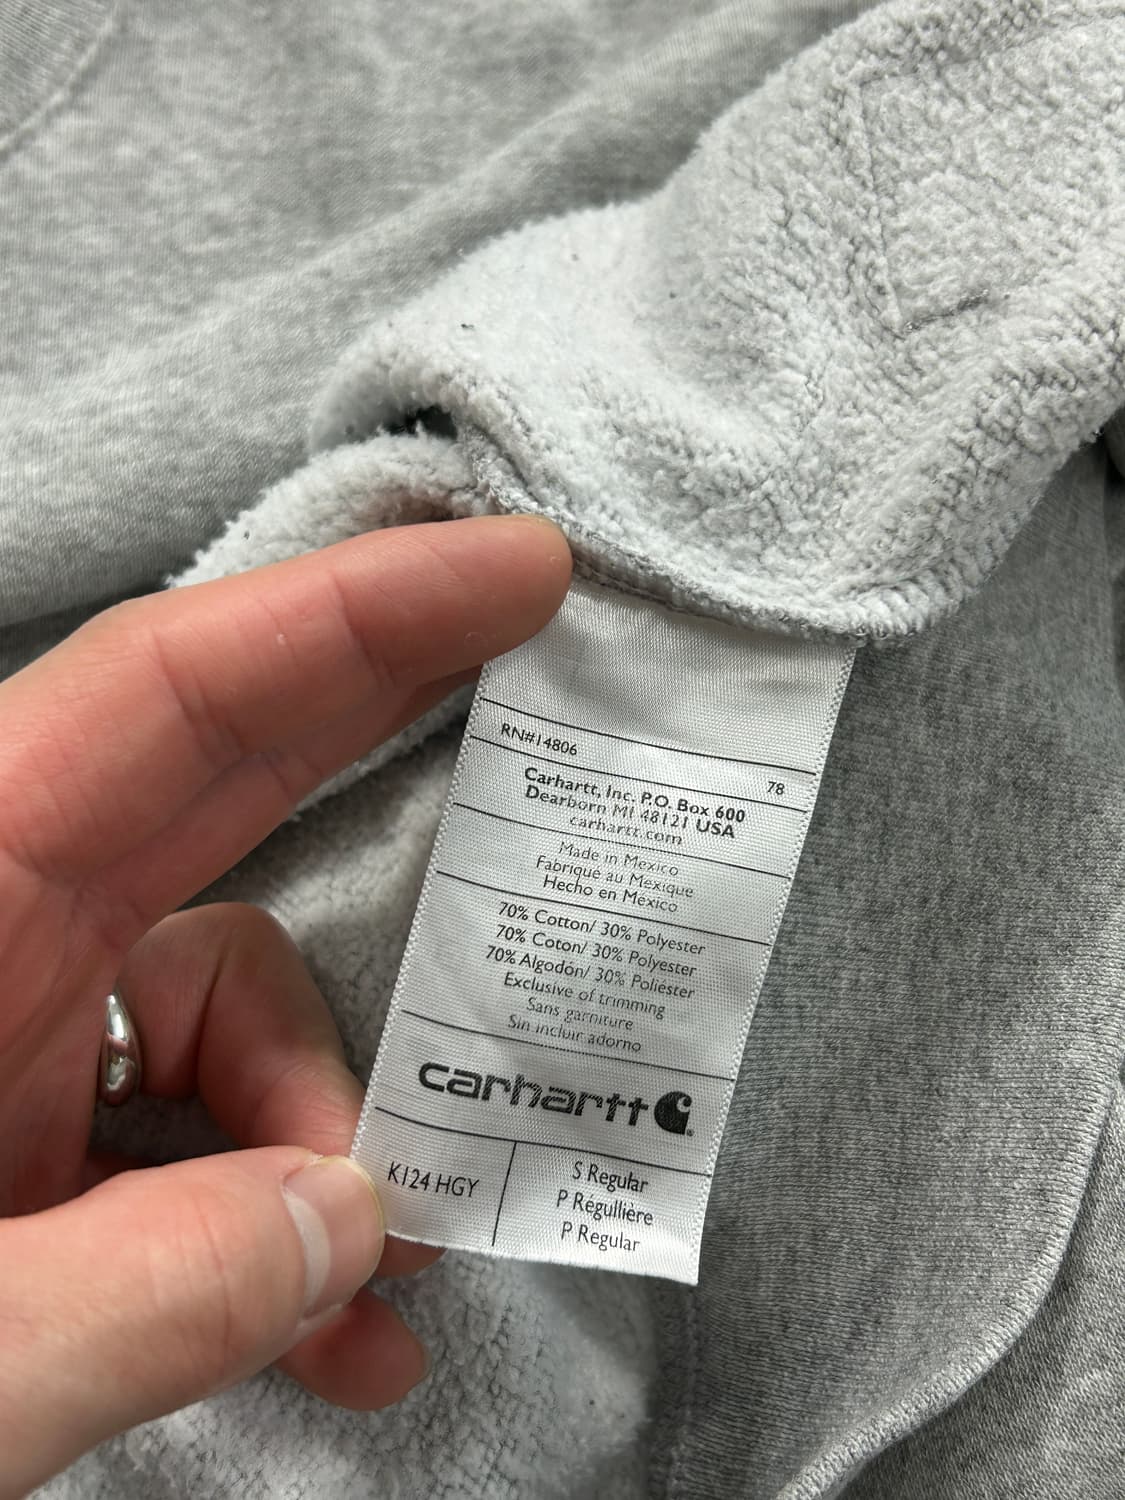 RN#14806
78
Carhartt, Inc. P.O. Box 600
Dearborn MI 48121 USA
carhartt.com
Made in Mexico
Fabriqué au Mexique
Hecho en México
70% Cotton/ 30% Polyester
70% Coton/ 30% Polyester
70% Algodón/ 30% Poliéster
Exclusive of trimming
Sans garniture
Sin incluir adorno
carhartt
K124 HGY
S Regular
P Régullière
P Regular